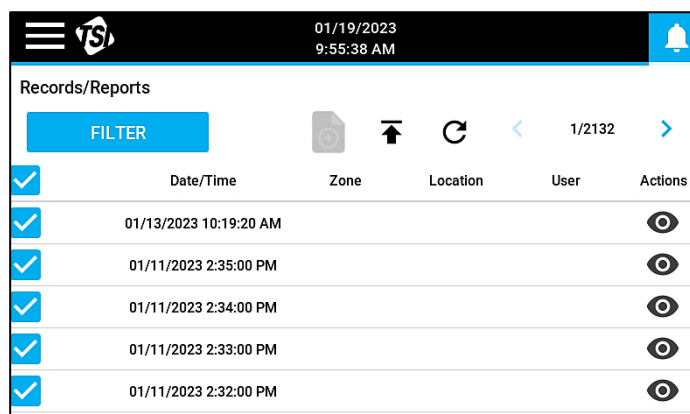 TSI
01/19/2023
9:55:38 AM
Records/Reports
FILTER
1/2132
Date/Time Zone Location User Actions
01/13/2023 10:19:20 AM
01/11/2023 2:35:00 PM
01/11/2023 2:34:00 PM
01/11/2023 2:33:00 PM
01/11/2023 2:32:00 PM